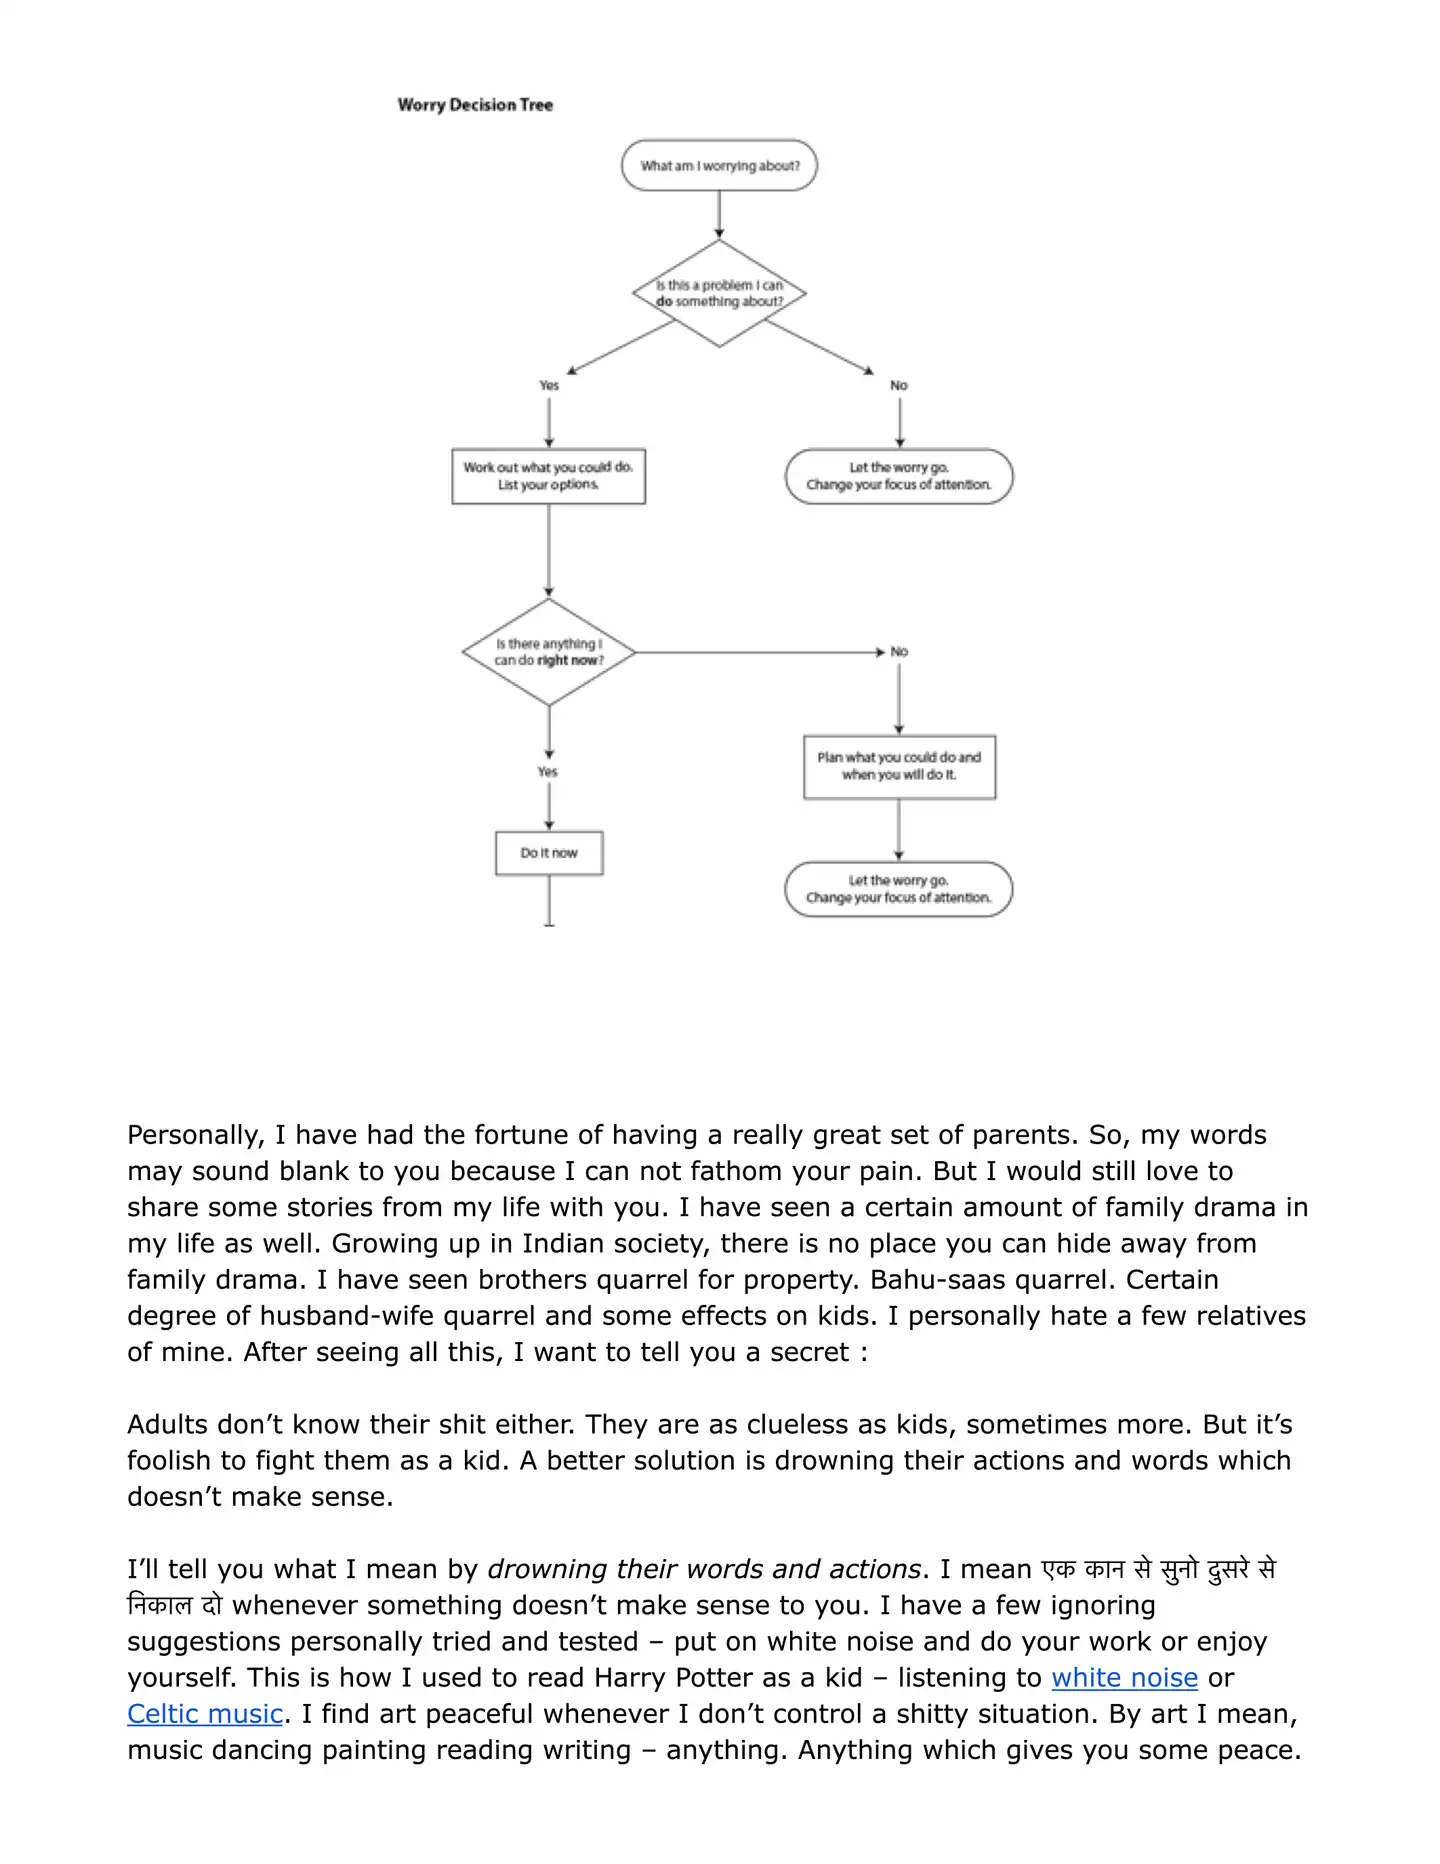 Worry Decision Tree
What am I worrying about?
Is this a problem I can
do something about?
Yes
No
Work out what you could do.
List your options.
Let the worry go.
Change your focus of attention.
Is there anything I
can do right now?
No
Yes
Plan what you could do and
when you will do it.
Do it now
Let the worry go.
Change your focus of attention.
Personally, I have had the fortune of having a really great set of parents. So, my words
may sound blank to you because I can not fathom your pain. But I would still love to
share some stories from my life with you. I have seen a certain amount of family drama in
my life as well. Growing up in Indian society, there is no place you can hide away from
family drama. I have seen brothers quarrel for property. Bahu-saas quarrel. Certain
degree of husband-wife quarrel and some effects on kids. I personally hate a few relatives
of mine. After seeing all this, I want to tell you a secret :
Adults don’t know their shit either. They are as clueless as kids, sometimes more. But it’s
foolish to fight them as a kid. A better solution is drowning their actions and words which
doesn’t make sense.
I’ll tell you what I mean by drowning their words and actions. I mean एक कान से सुनो दुसरे से
निकाल दो whenever something doesn’t make sense to you. I have a few ignoring
suggestions personally tried and tested – put on white noise and do your work or enjoy
yourself. This is how I used to read Harry Potter as a kid – listening to white noise or
Celtic music. I find art peaceful whenever I don’t control a shitty situation. By art I mean,
music dancing painting reading writing – anything. Anything which gives you some peace.